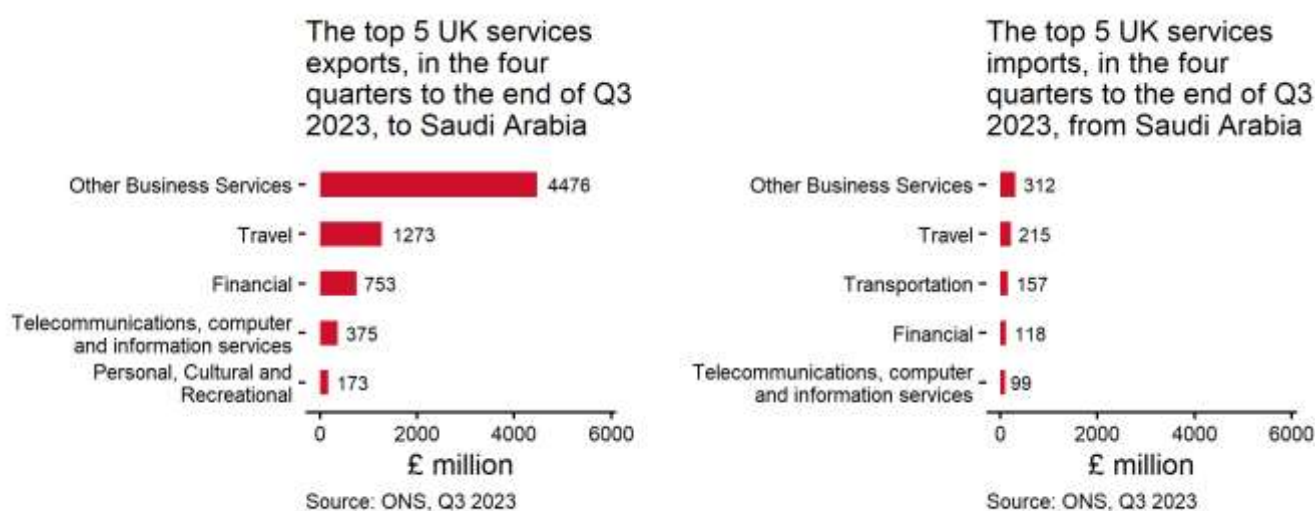 The top 5 UK services
exports, in the four
quarters to the end of Q3
2023, to Saudi Arabia
Other Business Services
4476
Travel
1273
Financial
753
Telecommunications, computer
and information services
375
Personal, Cultural and
Recreational
173
0 2000 4000 6000
£ million
Source: ONS, Q3 2023
The top 5 UK services
imports, in the four
quarters to the end of Q3
2023, from Saudi Arabia
Other Business Services
312
Travel
215
Transportation
157
Financial
118
Telecommunications, computer
and information services
99
0 2000 4000 6000
£ million
Source: ONS, Q3 2023